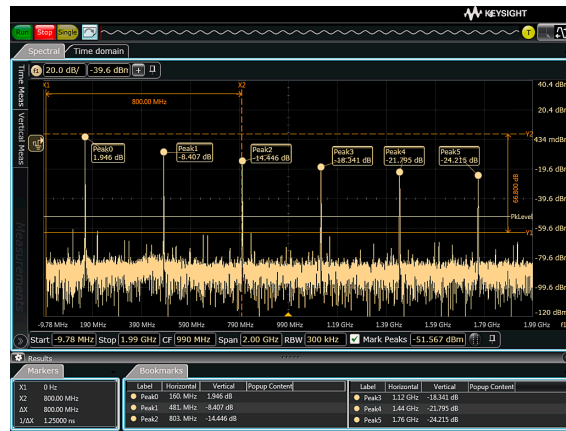 KEYSIGHT
Run Stop Single T
Spectral Time domain
f1 20.0 dB/ -39.6 dBm
Time Meas
Vertical Meas
Measurements
X1 X2 40.4 dBm
800.00 MHz
20.4 dBm
Y2
434 mdBm
Peak0 Peak1 Peak2 Peak3 Peak4 Peak5
1.946 dB -8.407 dB -14.446 dB -18.341 dB -21.795 dB -24.215 dB
-19.6 dBm
66.800 dB
-39.6 dBm
PkLevel
Y1 -59.6 dBm
-79.6 dBm
-99.6 dBm
-120 dBm
-9.78 MHz 190 MHz 390 MHz 590 MHz 790 MHz 990 MHz 1.19 GHz 1.39 GHz 1.59 GHz 1.79 GHz 1.99 GHz f1
Start -9.78 MHz Stop 1.99 GHz CF 990 MHz Span 2.00 GHz RBW 300 kHz Mark Peaks -51.567 dBm
Results
Markers Bookmarks
X1 0 Hz
X2 800.00 MHz
ΔX 800.00 MHz
1/ΔX 1.25000 ns
Label Horizontal Vertical Popup Content
Peak0 160. MHz 1.946 dB
Peak1 481. MHz -8.407 dB
Peak2 803. MHz -14.446 dB
Label Horizontal Vertical Popup Content
Peak3 1.12 GHz -18.341 dB
Peak4 1.44 GHz -21.795 dB
Peak5 1.76 GHz -24.215 dB